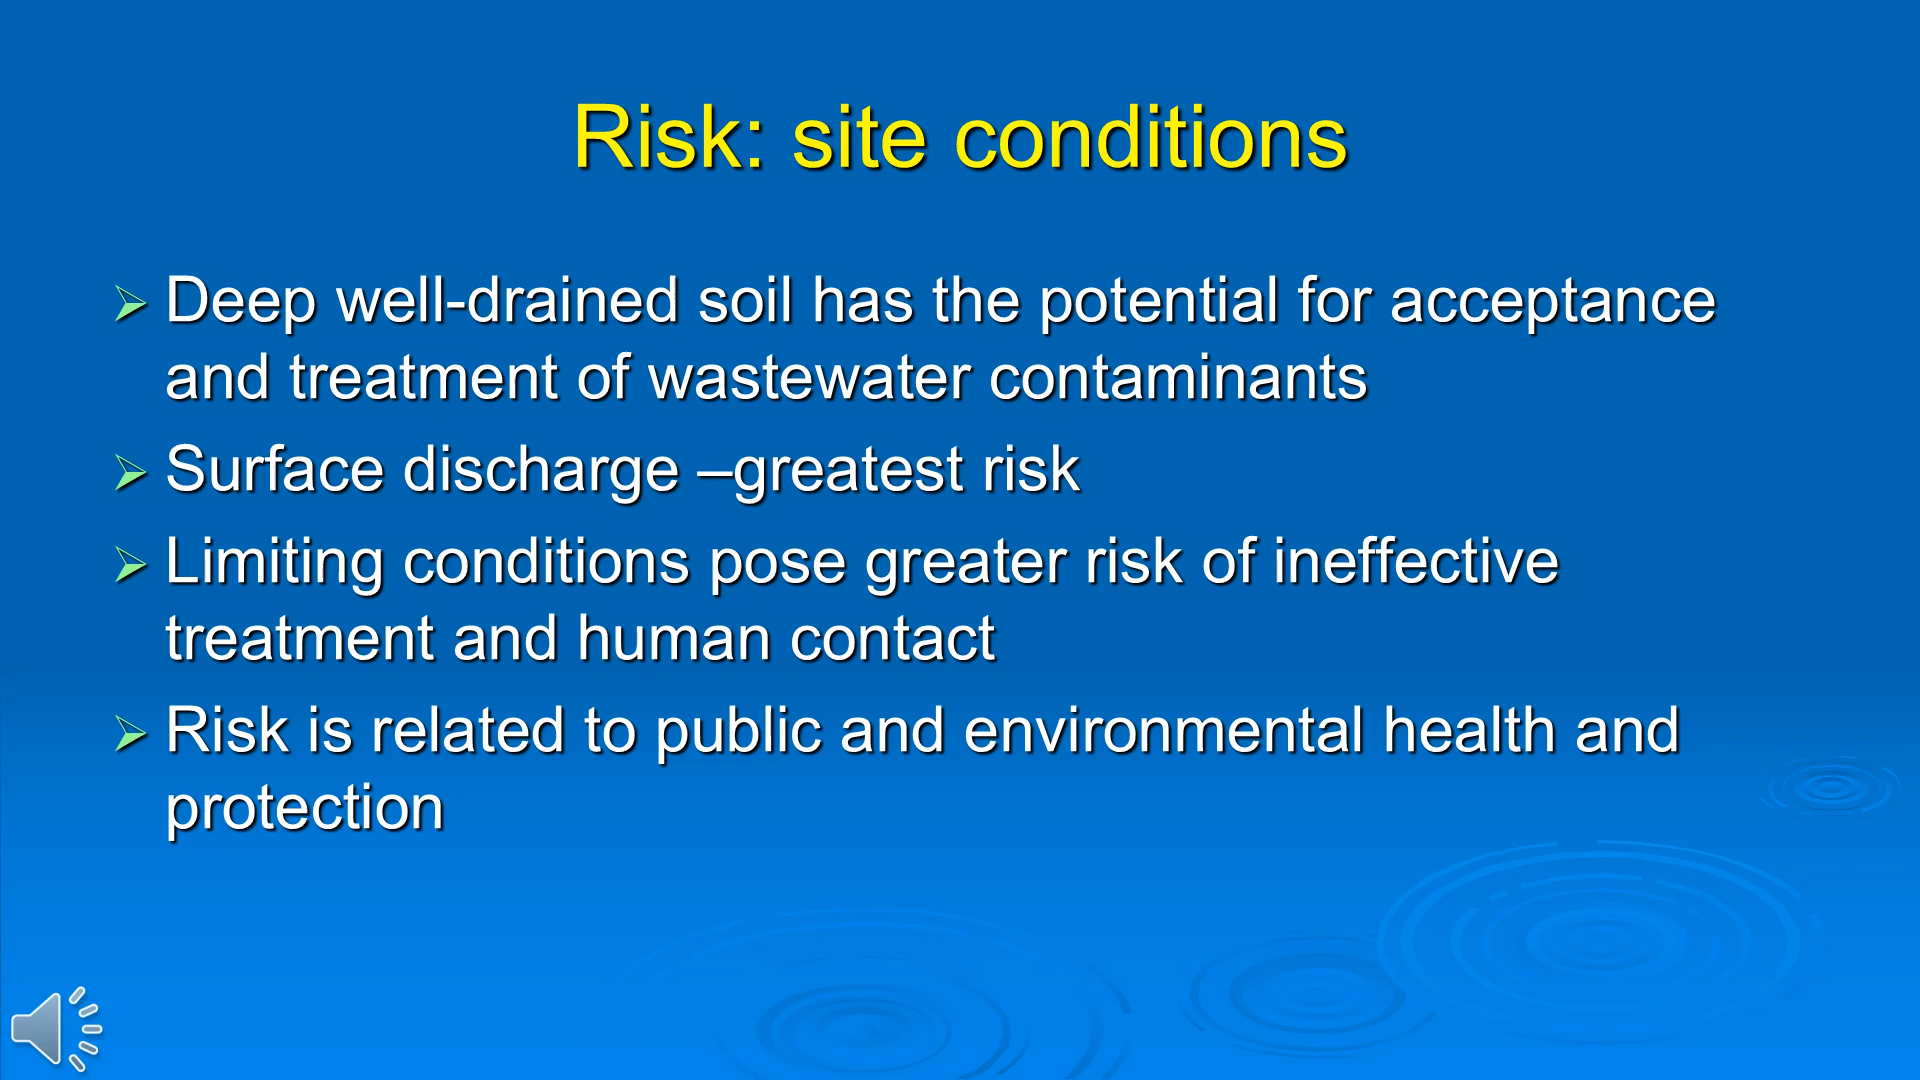 Risk: site conditions
Deep well-drained soil has the potential for acceptance
and treatment of wastewater contaminants
Surface discharge –greatest risk
Limiting conditions pose greater risk of ineffective
treatment and human contact
Risk is related to public and environmental health and
protection